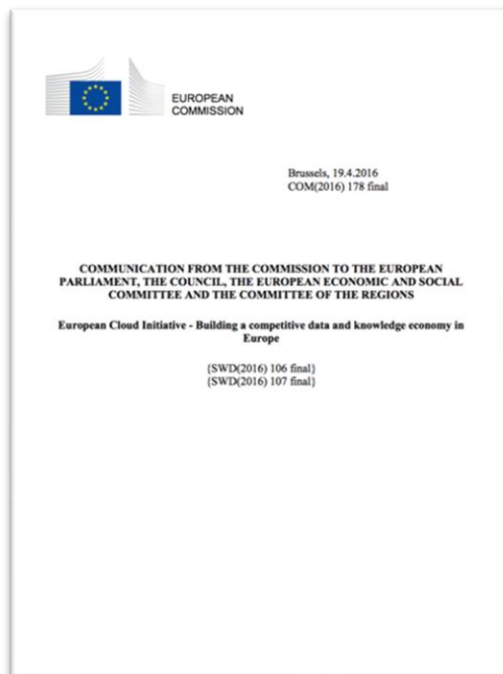 EUROPEAN
COMMISSION
Brussels, 19.4.2016
COM(2016) 178 final
COMMUNICATION FROM THE COMMISSION TO THE EUROPEAN
PARLIAMENT, THE COUNCIL, THE EUROPEAN ECONOMIC AND SOCIAL
COMMITTEE AND THE COMMITTEE OF THE REGIONS
European Cloud Initiative - Building a competitive data and knowledge economy in
Europe
{SWD(2016) 106 final}
{SWD(2016) 107 final}